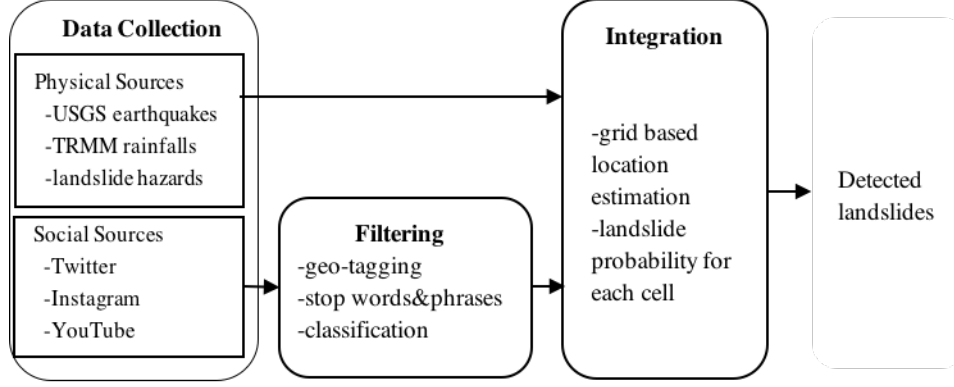 Data Collection
Physical Sources
-USGS earthquakes
-TRMM rainfalls
-landslide hazards
Social Sources
-Twitter
-Instagram
-YouTube
Filtering
-geo-tagging
-stop words&phrases
-classification
Integration
-grid based
location
estimation
-landslide
probability for
each cell
Detected
landslides